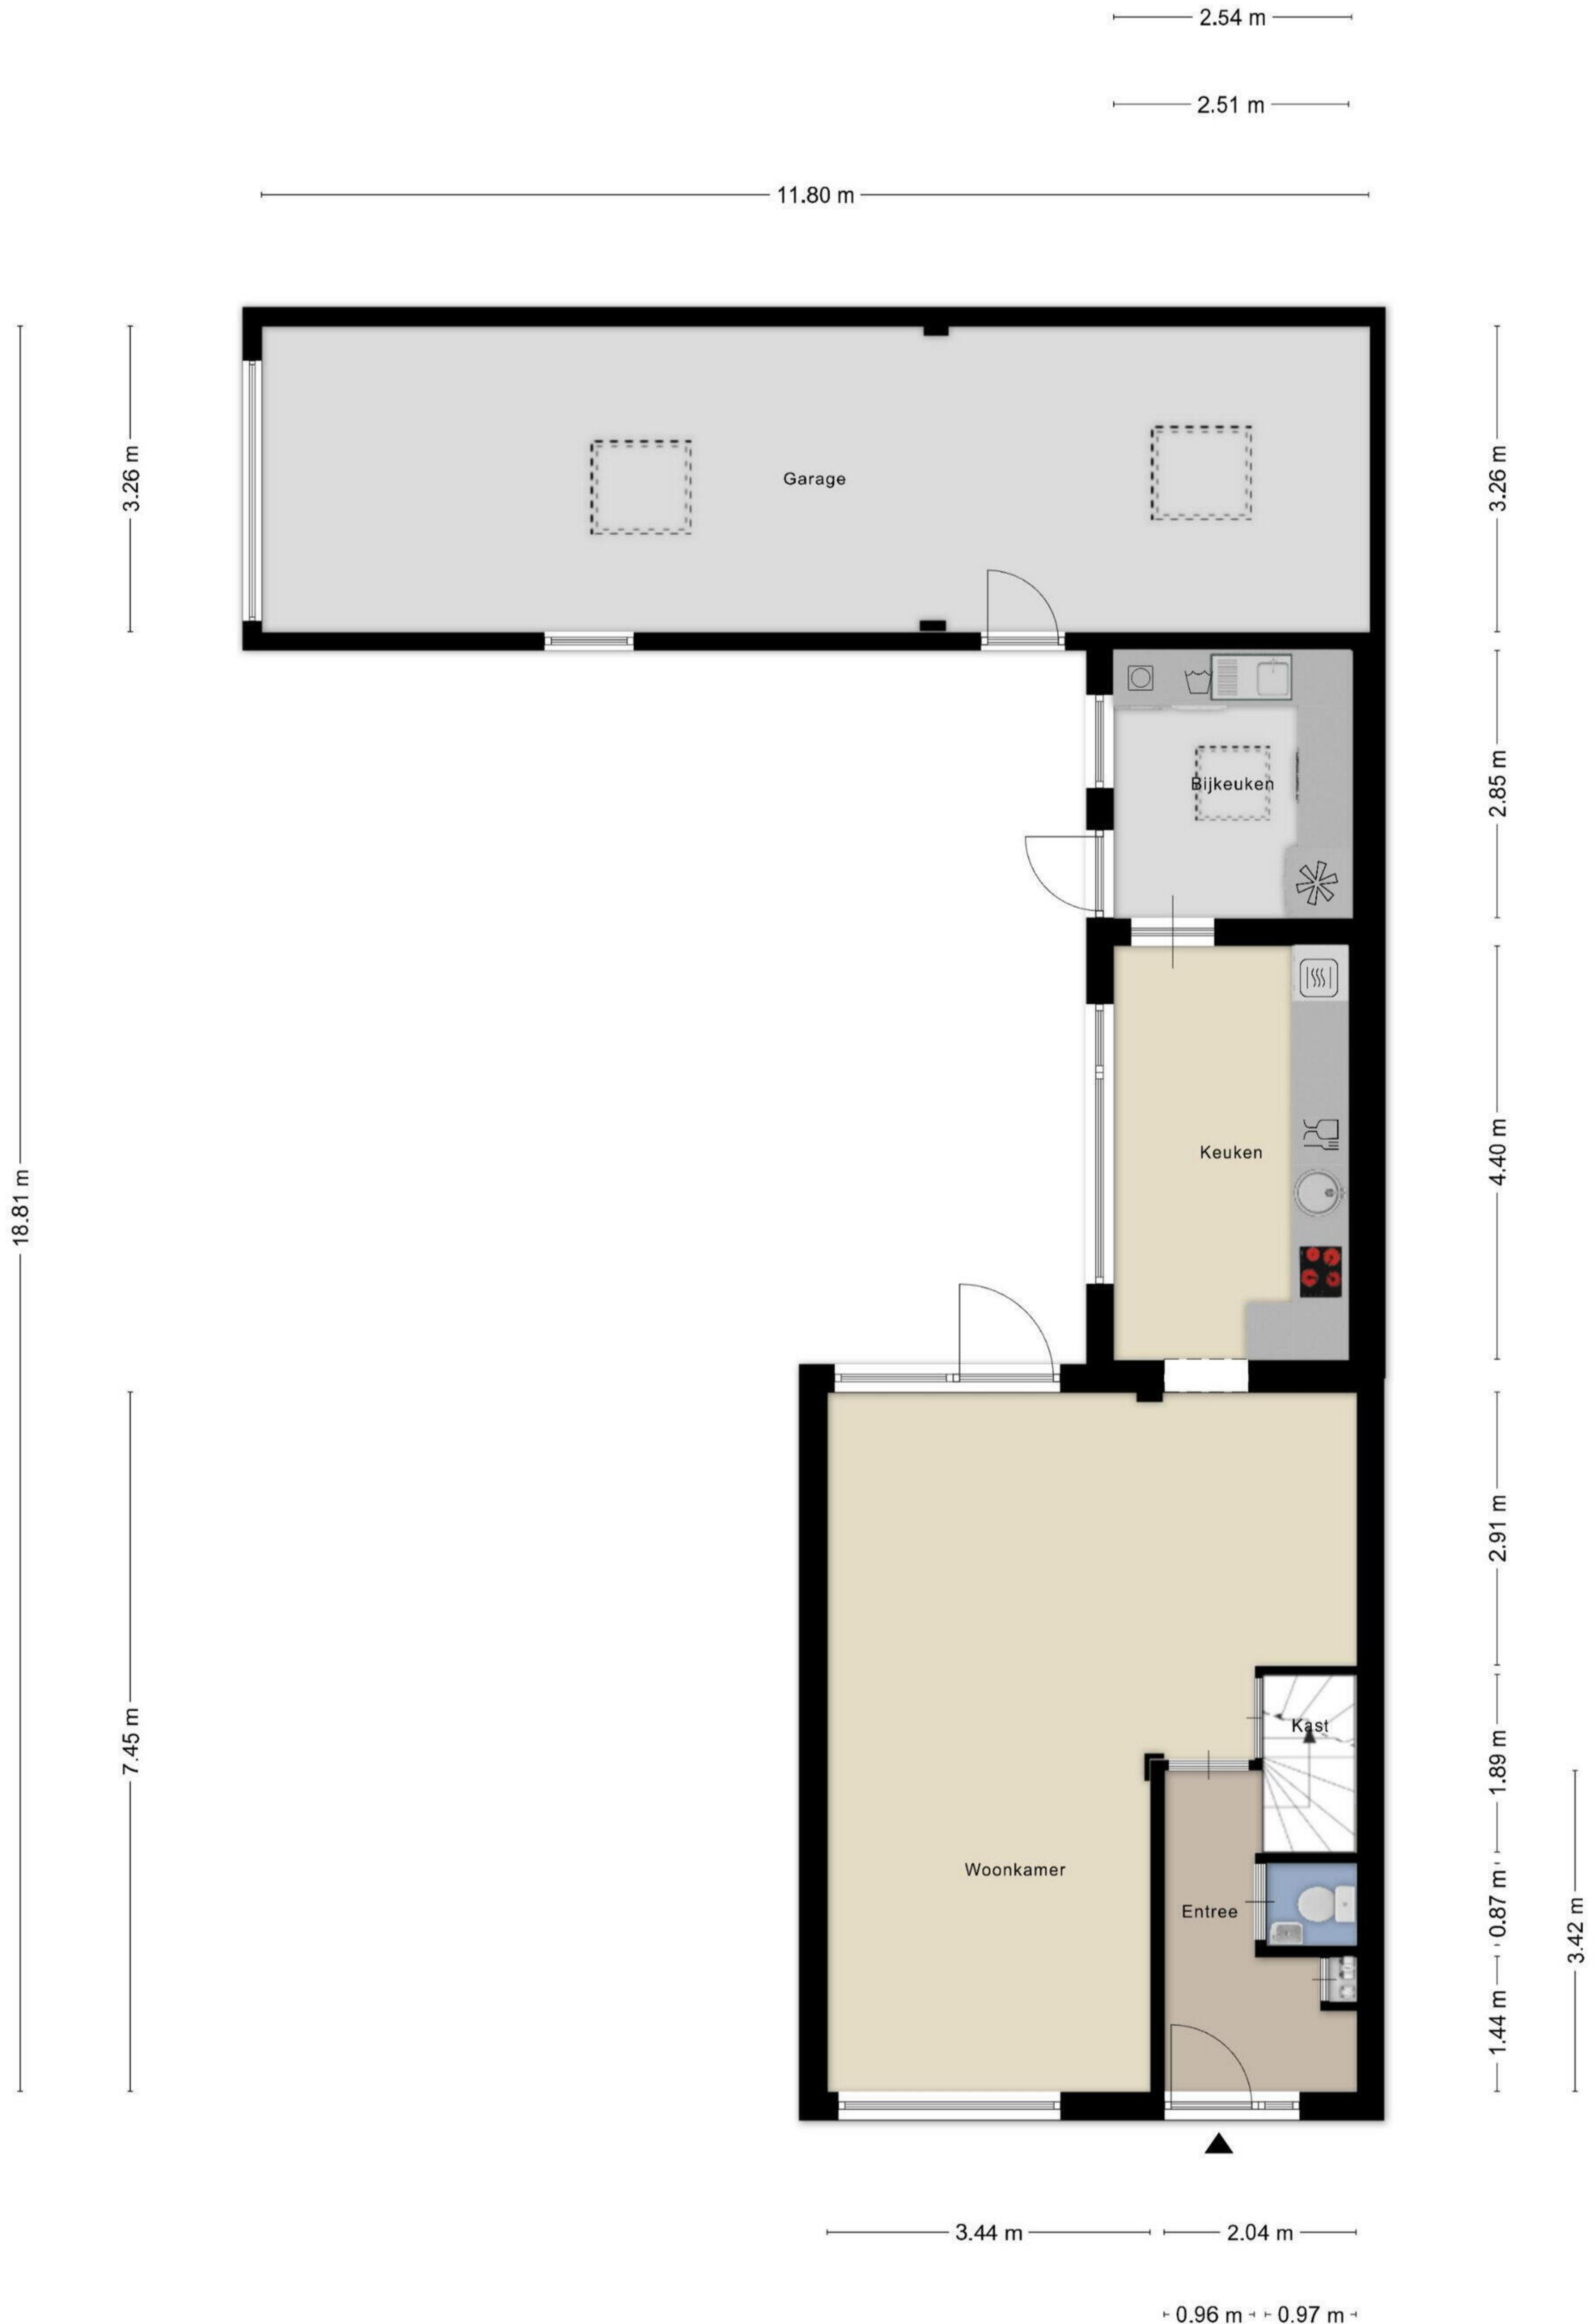 2.54 m
2.51 m
11.80 m
3.26 m
Garage
3.26 m
Bijkeuken
2.85 m
18.81 m
Keuken
4.40 m
2.91 m
7.45 m
Kast
1.89 m
Woonkamer
Entree
0.87 m
3.42 m
1.44 m
3.44 m
2.04 m
0.96 m
0.97 m